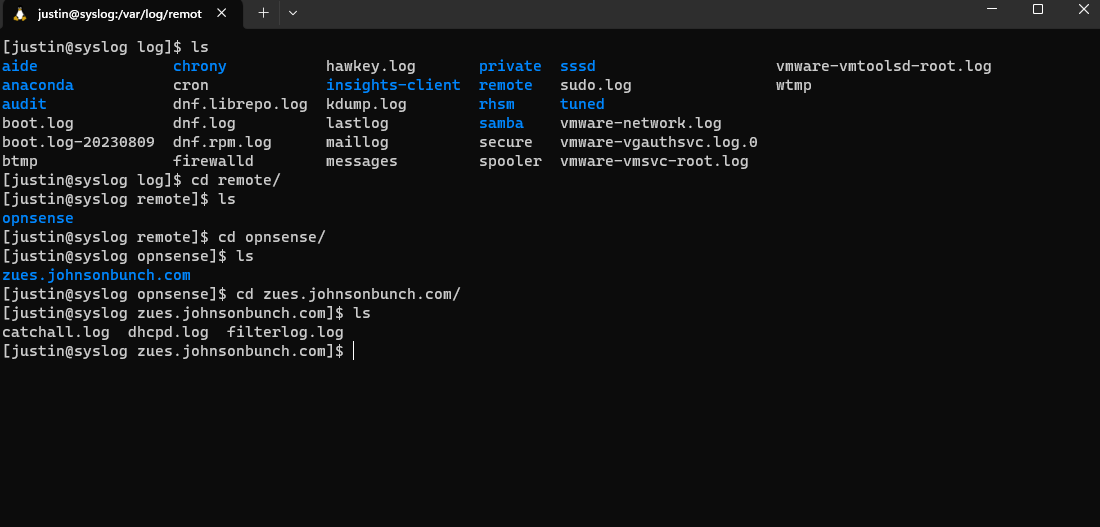 justin@syslog:/var/log/remot
[justin@syslog log]$ ls
aide chrony hawkey.log private sssd vmware-vmtoolsd-root.log
anaconda cron insights-client remote sudo.log wtmp
audit dnf.librepo.log kdump.log rhsm tuned
boot.log dnf.log lastlog samba vmware-network.log
boot.log-20230809 dnf.rpm.log maillog secure vmware-vgauthsvc.log.0
btmp firewalld messages spooler vmware-vmsvc-root.log
[justin@syslog log]$ cd remote/
[justin@syslog remote]$ ls
opnsense
[justin@syslog remote]$ cd opnsense/
[justin@syslog opnsense]$ ls
zues.johnsonbunch.com
[justin@syslog opnsense]$ cd zues.johnsonbunch.com/
[justin@syslog zues.johnsonbunch.com]$ ls
catchall.log dhcpd.log filterlog.log
[justin@syslog zues.johnsonbunch.com]$